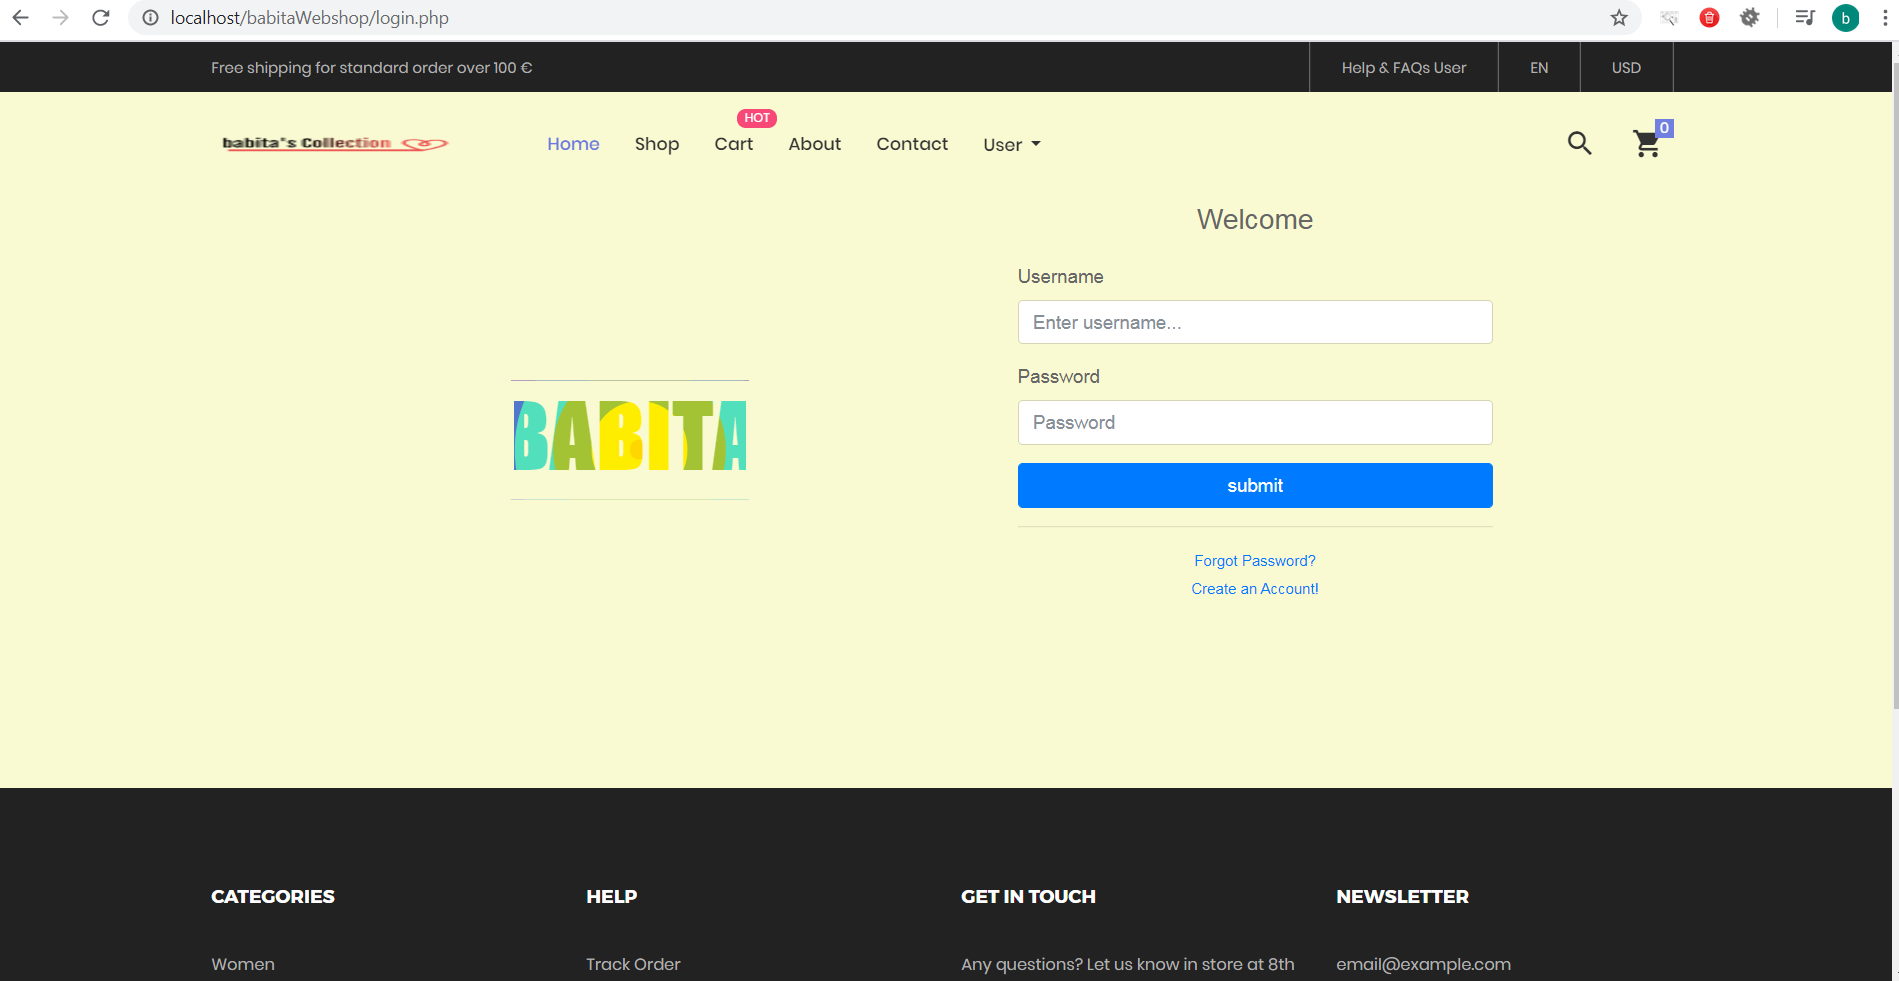 localhost/babitaWebshop/login.php
b
Free shipping for standard order over 100 €
Help & FAQs User
EN
USD
babita's Collection
Home
Shop
Cart
HOT
About
Contact
User
0
Welcome
Username
Enter username...
Password
Password
submit
BABITA
Forgot Password?
Create an Account!
CATEGORIES
HELP
GET IN TOUCH
NEWSLETTER
Women
Track Order
Any questions? Let us know in store at 8th
email@example.com